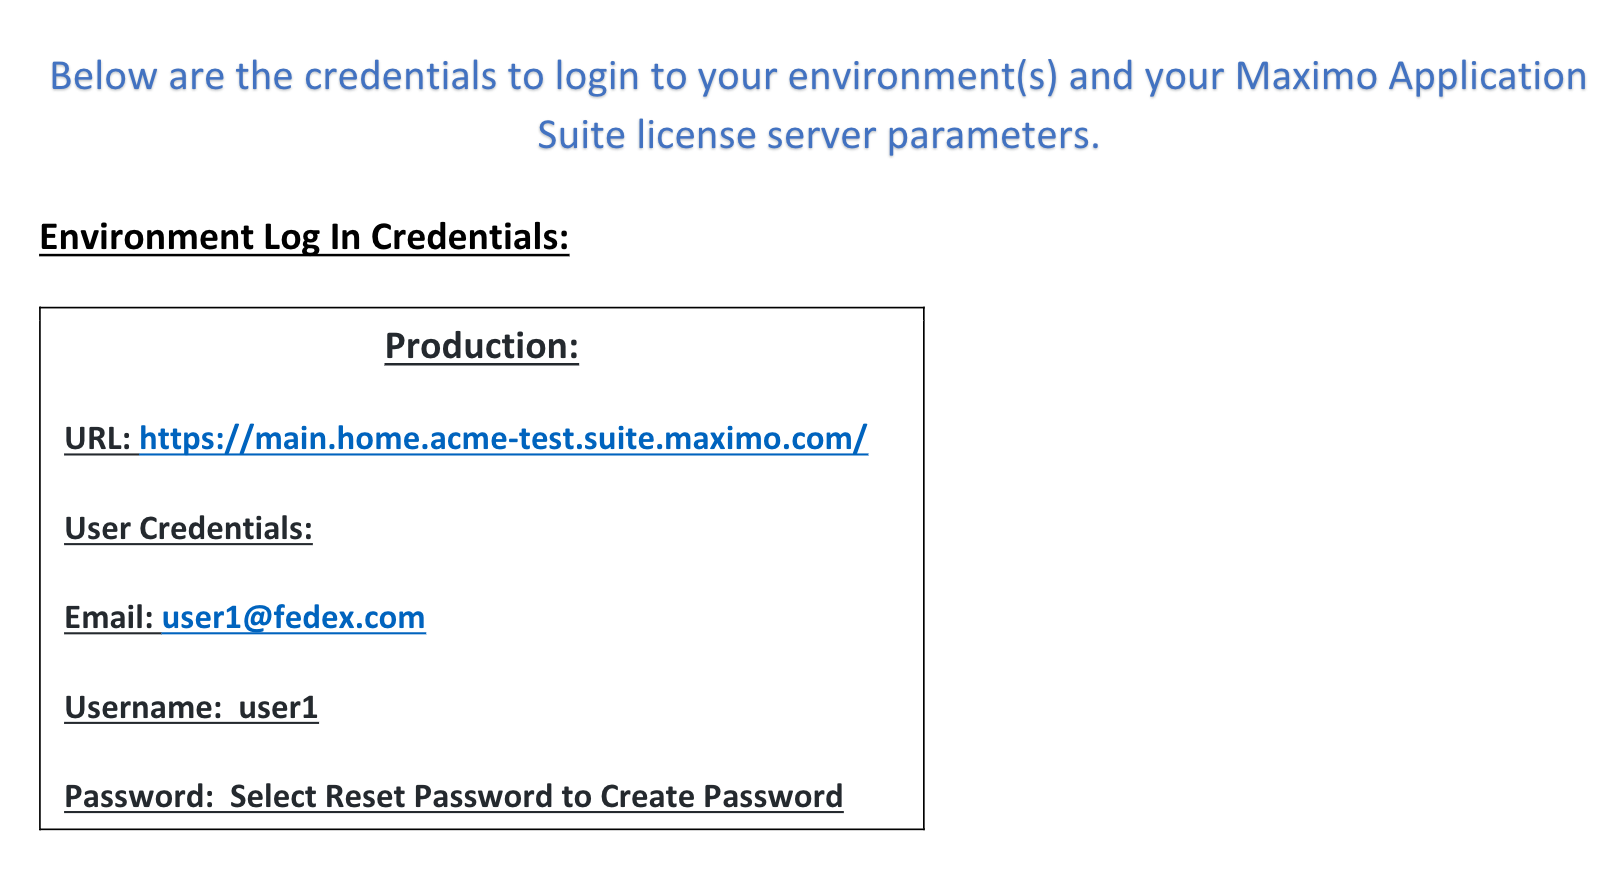 Below are the credentials to login to your environment(s) and your Maximo Application
Suite license server parameters.
Environment Log In Credentials:
Production:
URL: https://main.home.acme-test.suite.maximo.com/
User Credentials:
Email: user1@fedex.com
Username:  user1
Password:  Select Reset Password to Create Password